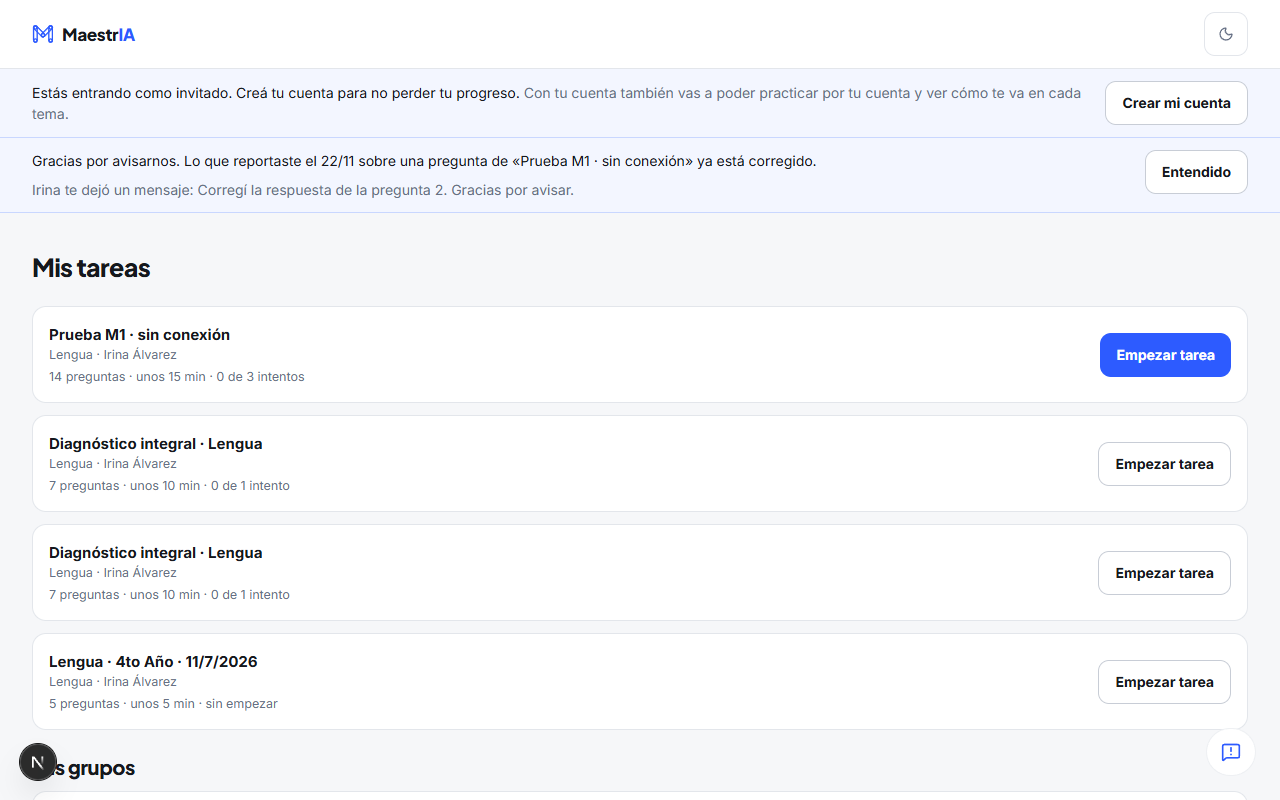 MaestrIA
Estás entrando como invitado. Creá tu cuenta para no perder tu progreso. Con tu cuenta también vas a poder practicar por tu cuenta y ver cómo te va en cada
tema.
Crear mi cuenta
Gracias por avisarnos. Lo que reportaste el 22/11 sobre una pregunta de «Prueba M1 · sin conexión» ya está corregido.
Irina te dejó un mensaje: Corregí la respuesta de la pregunta 2. Gracias por avisar.
Entendido
Mis tareas
Prueba M1 · sin conexión
Lengua · Irina Álvarez
14 preguntas · unos 15 min · 0 de 3 intentos
Empezar tarea
Diagnóstico integral · Lengua
Lengua · Irina Álvarez
7 preguntas · unos 10 min · 0 de 1 intento
Empezar tarea
Diagnóstico integral · Lengua
Lengua · Irina Álvarez
7 preguntas · unos 10 min · 0 de 1 intento
Empezar tarea
Lengua · 4to Año · 11/7/2026
Lengua · Irina Álvarez
5 preguntas · unos 5 min · sin empezar
Empezar tarea
N
s grupos